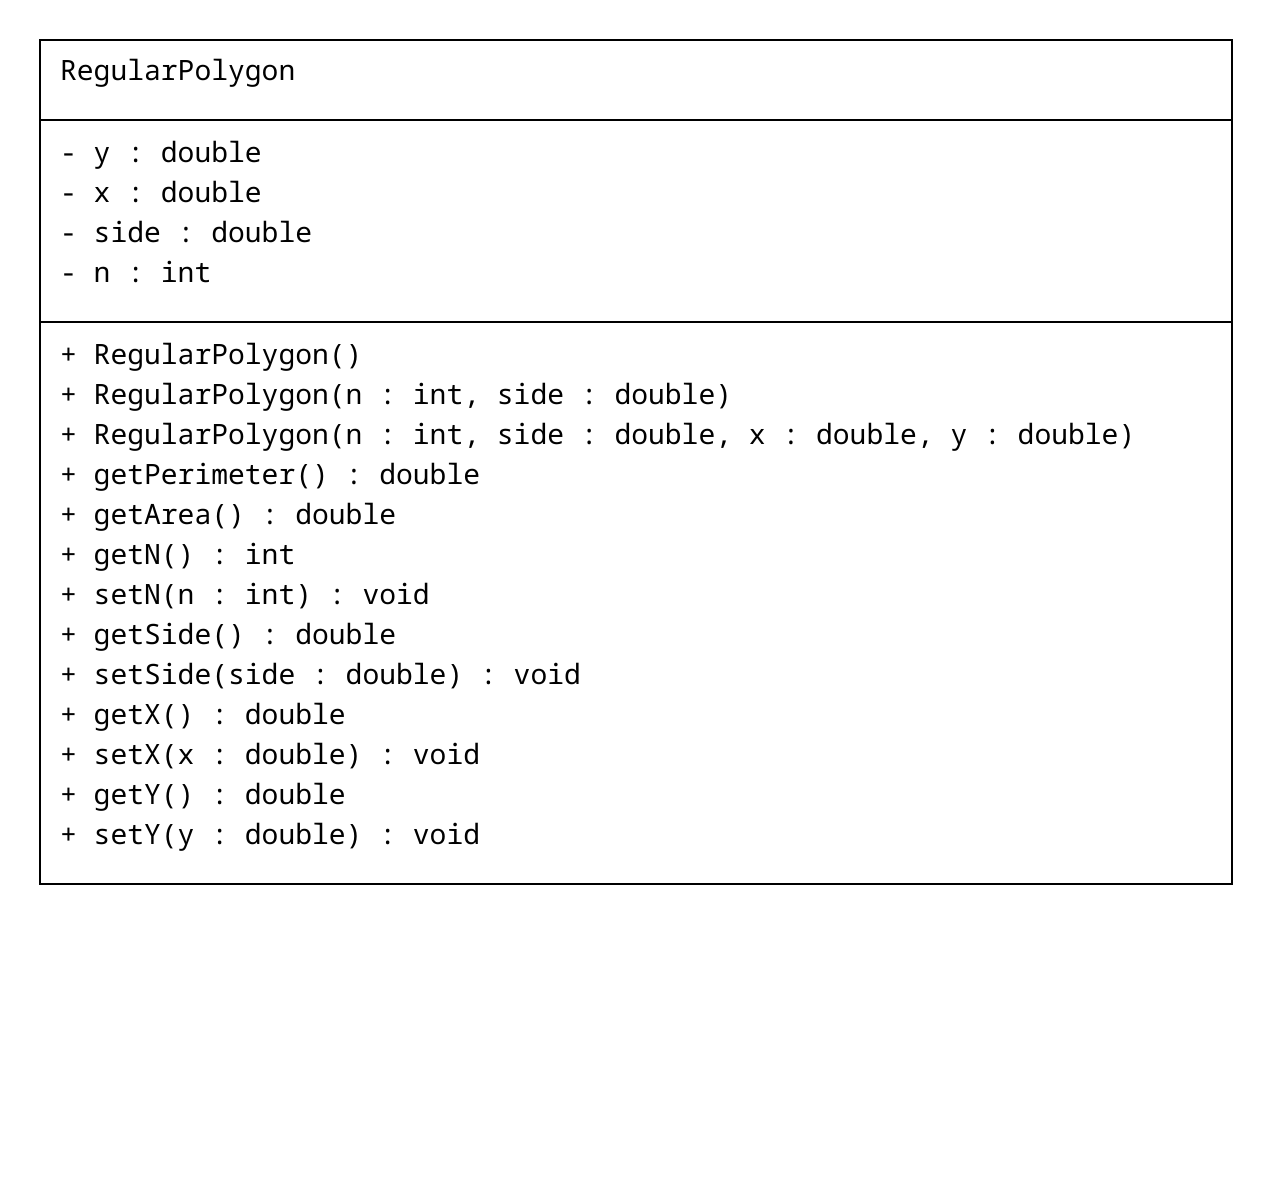 RegularPolygon
- y : double
- x : double
- side : double
- n : int
+ RegularPolygon()
+ RegularPolygon(n : int, side : double)
+ RegularPolygon(n : int, side : double, x : double, y : double)
+ getPerimeter() : double
+ getArea() : double
+ getN() : int
+ setN(n : int) : void
+ getSide() : double
+ setSide(side : double) : void
+ getX() : double
+ setX(x : double) : void
+ getY() : double
+ setY(y : double) : void